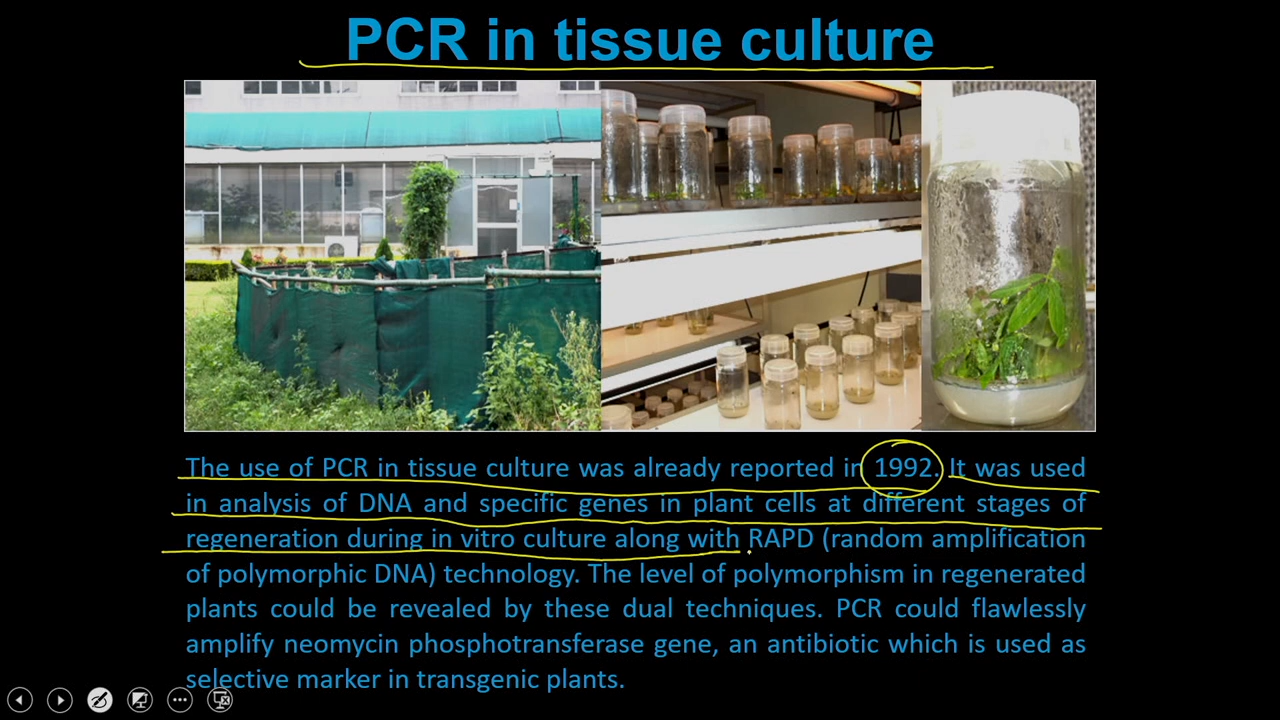 PCR in tissue culture
The use of PCR in tissue culture was already reported in 1992. It was used
in analysis of DNA and specific genes in plant cells at different stages of
regeneration during in vitro culture along with RAPD (random amplification
of polymorphic DNA) technology. The level of polymorphism in regenerated
plants could be revealed by these dual techniques. PCR could flawlessly
amplify neomycin phosphotransferase gene, an antibiotic which is used as
selective marker in transgenic plants.